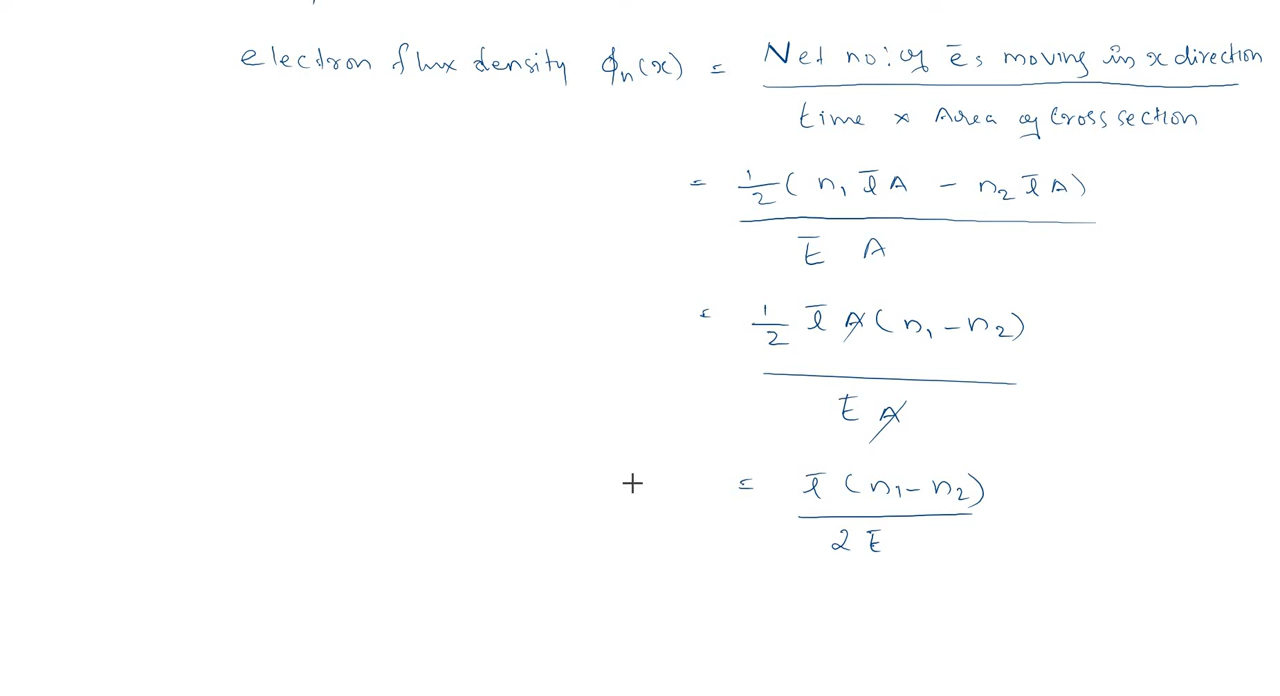 electron flux density ϕₙ(x) = Net no: of ēs moving in x direction
time × Area of cross section
= ½ ( n₁ l̄ A − n₂ l̄ A )
t̄ A
= ½ l̄ A ( n₁ − n₂ )
t̄ A
= l̄ ( n₁ − n₂ )
2 t̄